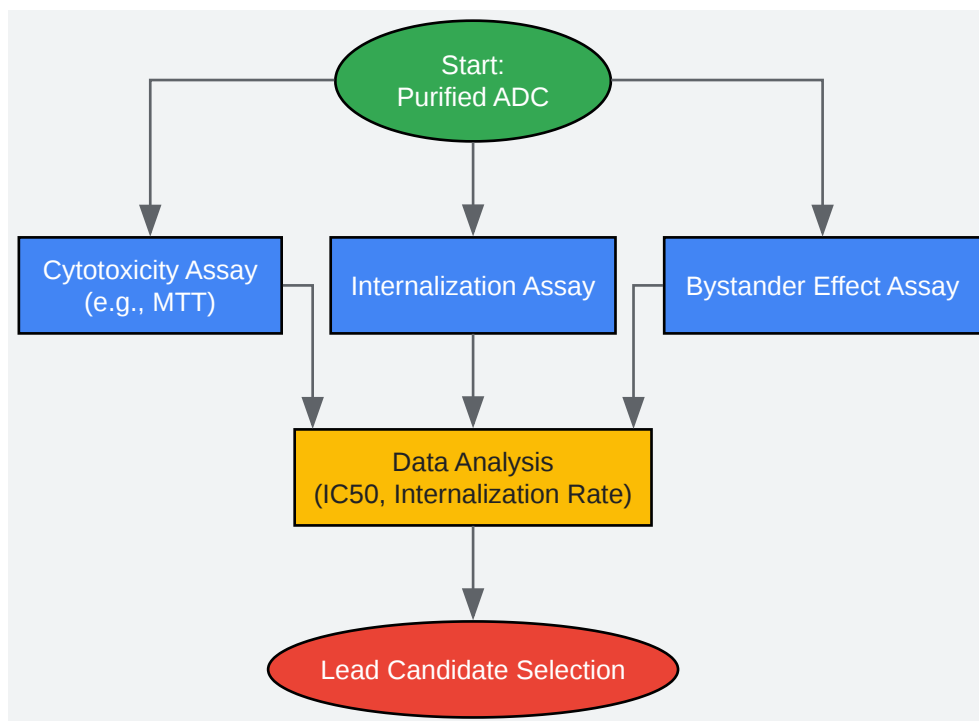 Start:
Purified ADC
Cytotoxicity Assay
(e.g., MTT)
Internalization Assay
Bystander Effect Assay
Data Analysis
(IC50, Internalization Rate)
Lead Candidate Selection